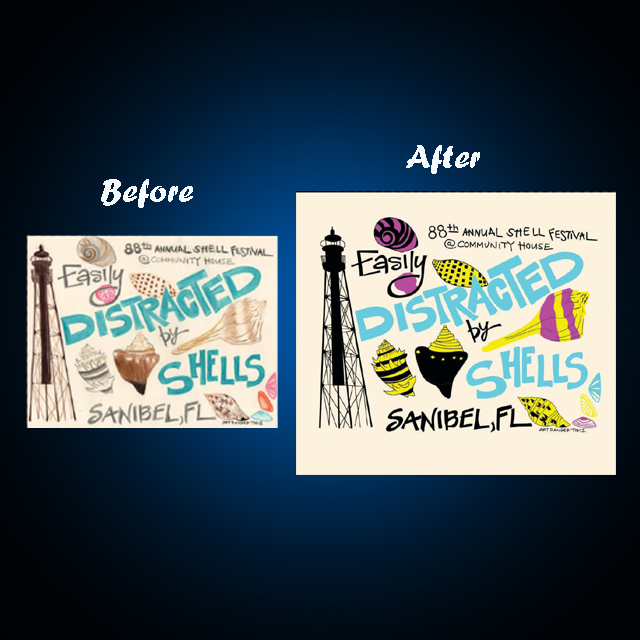 Before
88th ANNUAL SHELL FESTIVAL
@ COMMUNITY HOUSE
Easily
DISTRACTED
by
SHELLS
SANIBEL, FL
After
88th ANNUAL SHELL FESTIVAL
@ COMMUNITY HOUSE
Easily
DISTRACTED
by
SHELLS
SANIBEL, FL